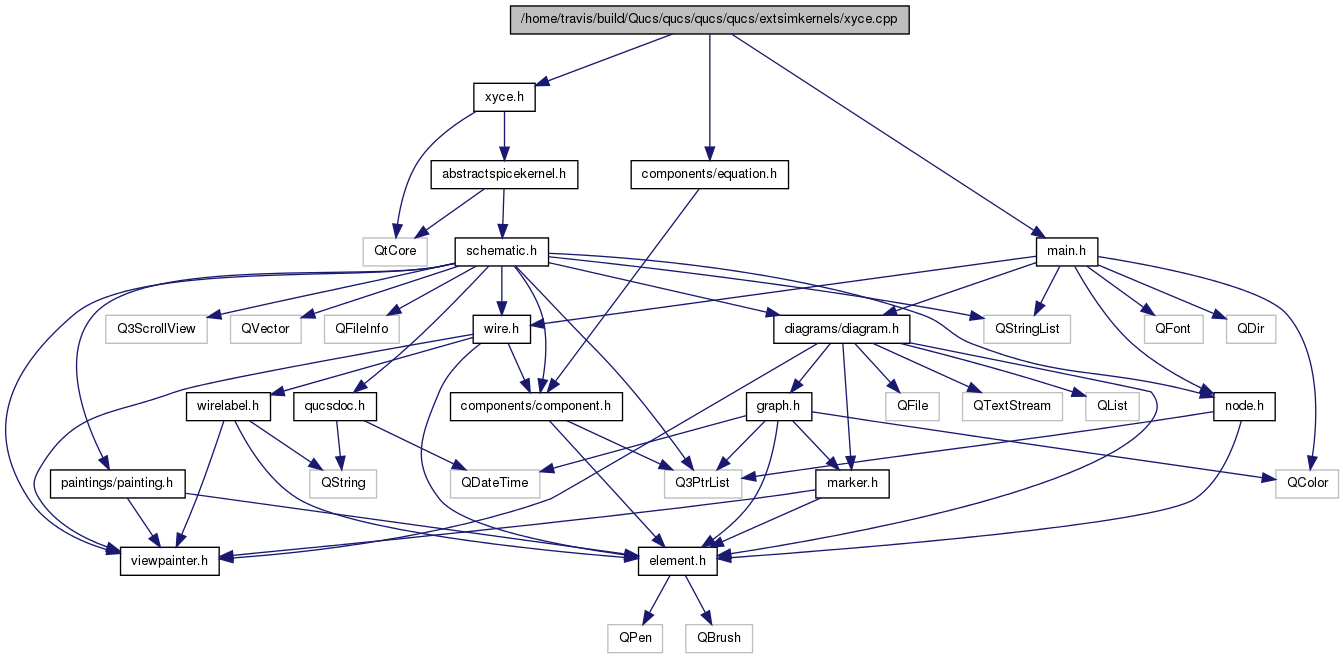 /home/travis/build/Qucs/qucs/qucs/qucs/extsimkernels/xyce.cpp
xyce.h
abstractspicekernel.h
components/equation.h
QtCore
schematic.h
main.h
Q3ScrollView
QVector
QFileInfo
wire.h
diagrams/diagram.h
QStringList
QFont
QDir
wirelabel.h
qucsdoc.h
components/component.h
graph.h
QFile
QTextStream
QList
node.h
paintings/painting.h
QString
QDateTime
Q3PtrList
marker.h
QColor
viewpainter.h
element.h
QPen
QBrush